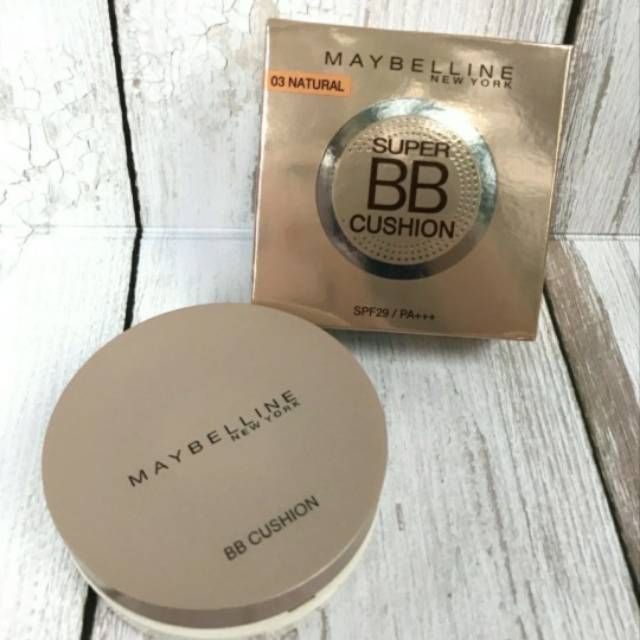 MAYBELLINE
NEW YORK
03 NATURAL
SUPER
BB
CUSHION
SPF29 / PA+++
MAYBELLINE
NEW YORK
BB CUSHION